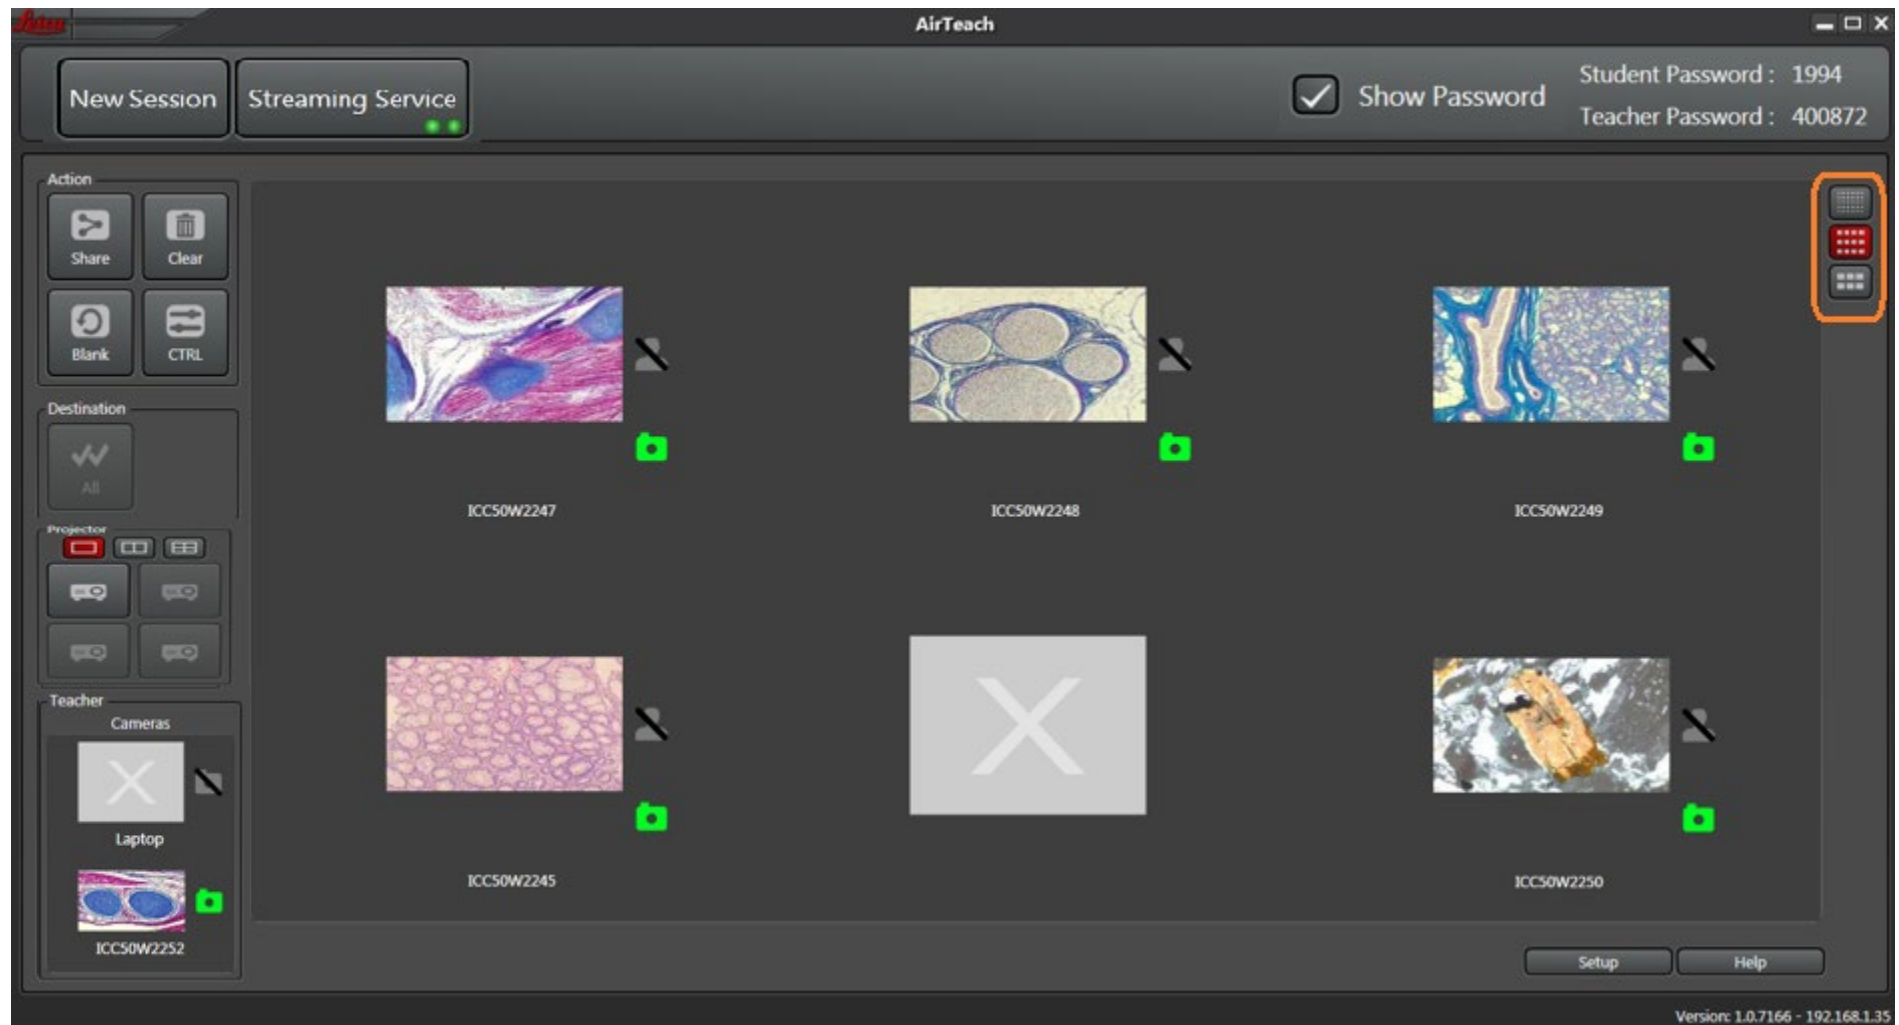 Leica
AirTeach
New Session
Streaming Service
Show Password
Student Password : 1994
Teacher Password : 400872
Action
Share
Clear
Blank
CTRL
Destination
All
Projector
Teacher
Cameras
Laptop
ICC50W2252
ICC50W2247
ICC50W2248
ICC50W2249
ICC50W2245
ICC50W2250
Setup
Help
Version: 1.0.7166 - 192.168.1.35